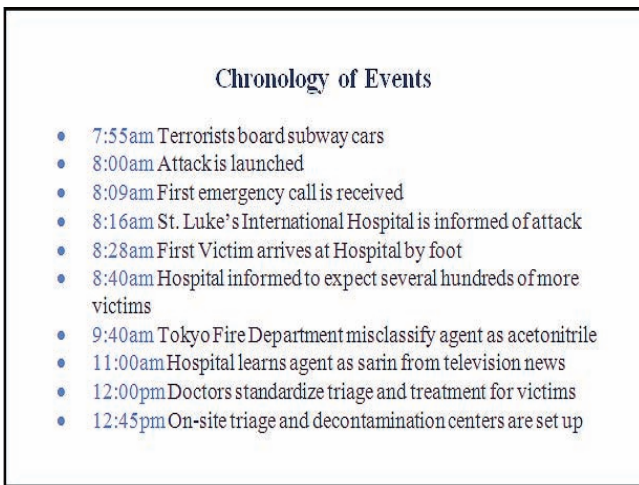 Chronology of Events
• 7:55am Terrorists board subway cars
• 8:00am Attack is launched
• 8:09am First emergency call is received
• 8:16am St. Luke's International Hospital is informed of attack
• 8:28am First Victim arrives at Hospital by foot
• 8:40am Hospital informed to expect several hundreds of more
victims
• 9:40am Tokyo Fire Department misclassify agent as acetonitrile
• 11:00am Hospital learns agent as sarin from television news
• 12:00pm Doctors standardize triage and treatment for victims
• 12:45pm On-site triage and decontamination centers are set up